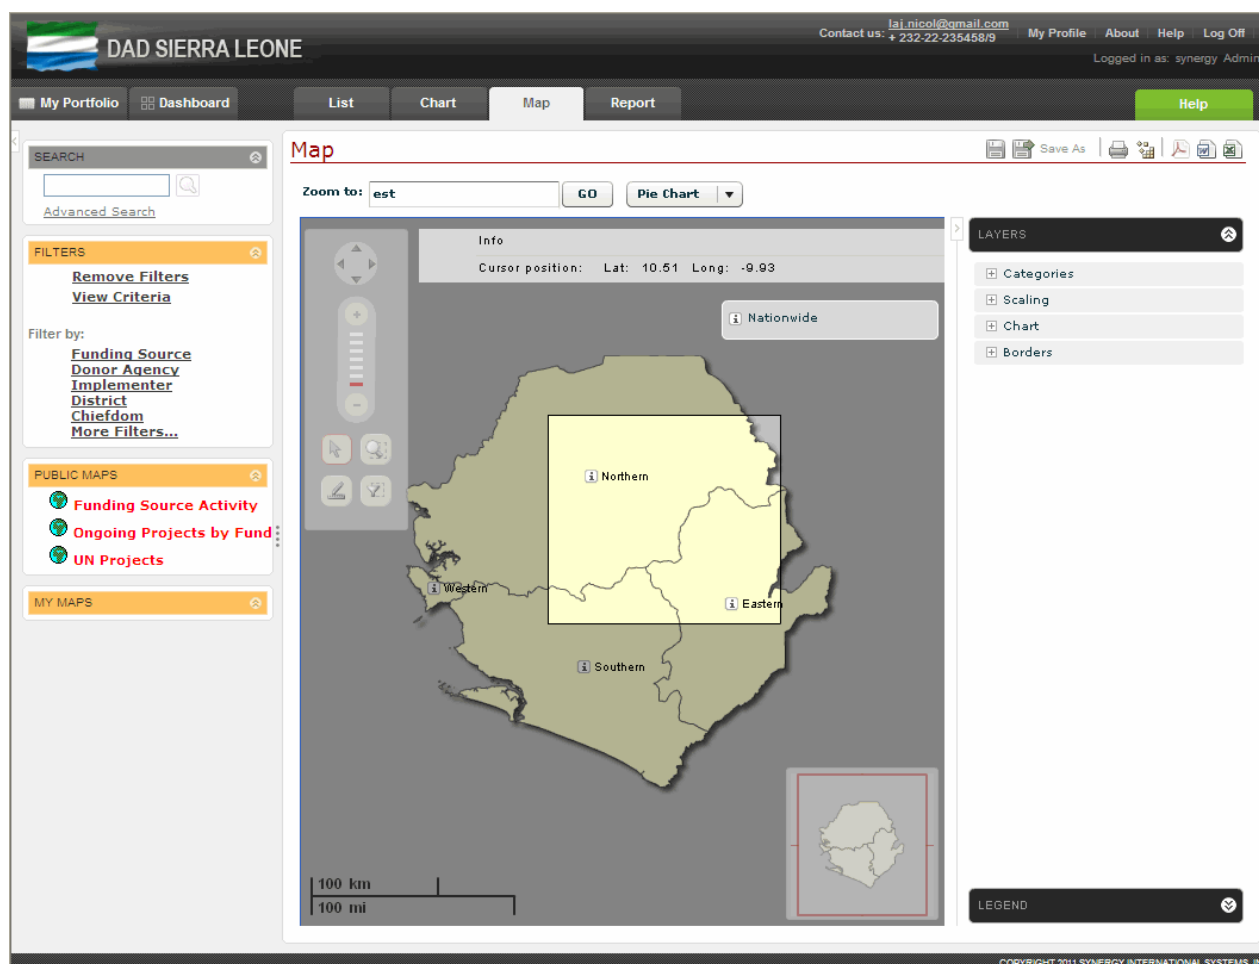 DAD SIERRA LEONE
Contact us: laj.nicol@gmail.com
+ 232-22-235458/9
My Profile About Help Log Off
Logged in as: synergy Admin
My Portfolio Dashboard List Chart Map Report Help
SEARCH
Advanced Search
FILTERS
Remove Filters
View Criteria
Filter by:
Funding Source
Donor Agency
Implementer
District
Chiefdom
More Filters...
PUBLIC MAPS
Funding Source Activity
Ongoing Projects by Fund
UN Projects
MY MAPS
Map
Save As
Zoom to: est GO Pie Chart
Info
Cursor position: Lat: 10.51 Long: -9.93
Nationwide
Northern
Western
Eastern
Southern
100 km
100 mi
LAYERS
Categories
Scaling
Chart
Borders
LEGEND
COPYRIGHT 2011 SYNERGY INTERNATIONAL SYSTEMS,